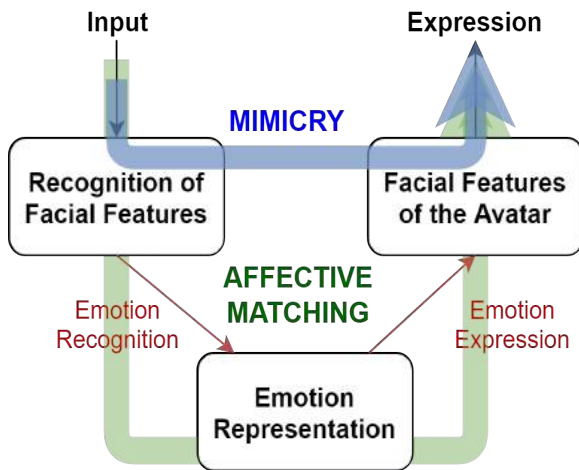 Input
Expression
MIMICRY
Recognition of
Facial Features
Facial Features
of the Avatar
AFFECTIVE
MATCHING
Emotion
Recognition
Emotion
Expression
Emotion
Representation